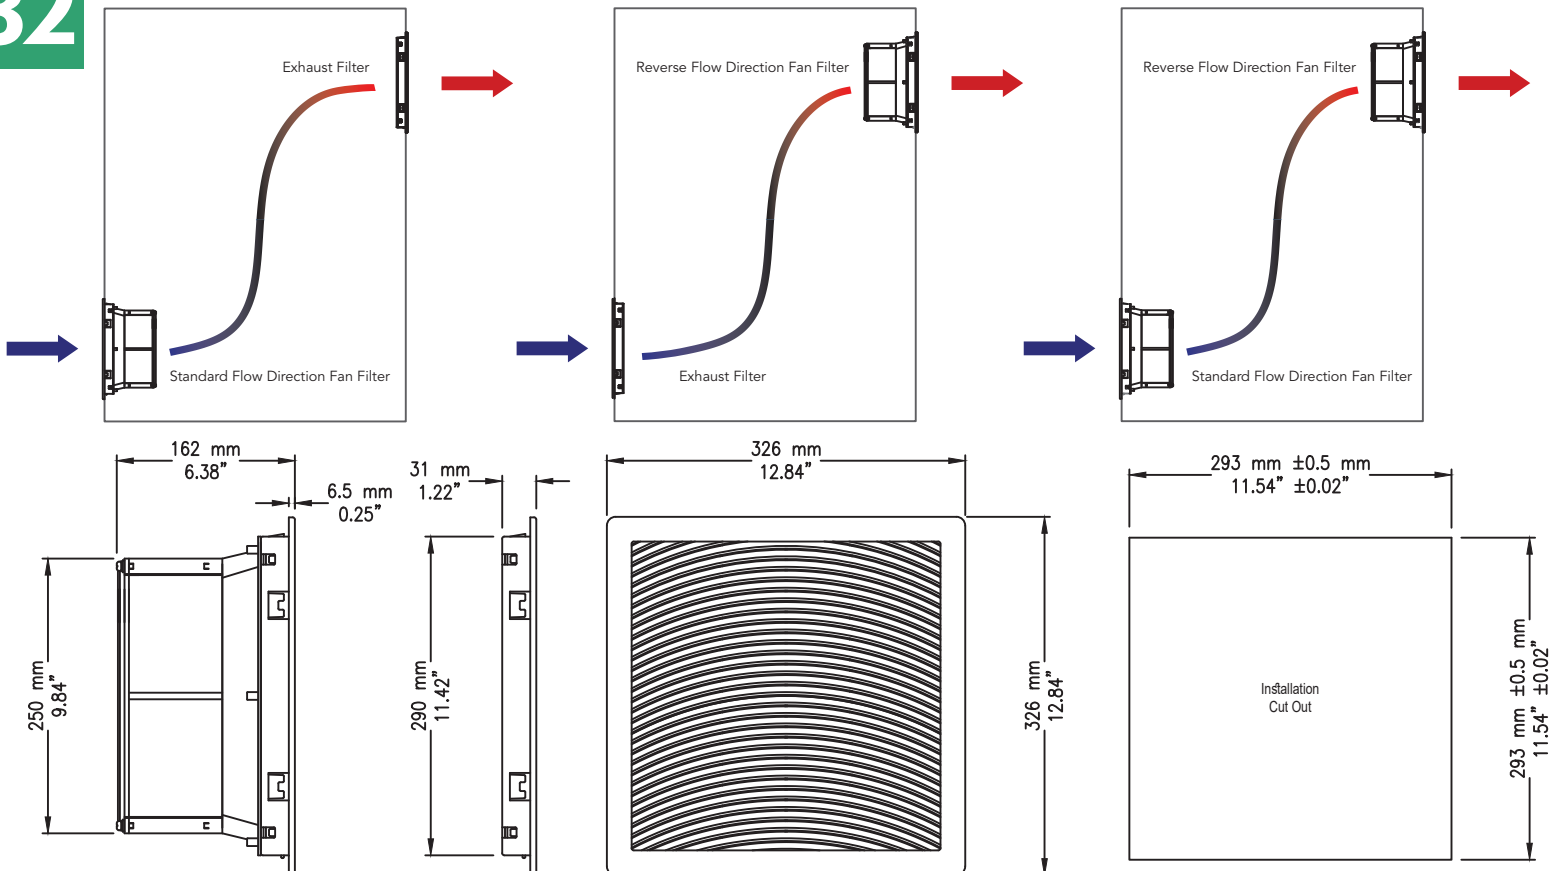 32
Exhaust Filter
Standard Flow Direction Fan Filter
Reverse Flow Direction Fan Filter
Exhaust Filter
Reverse Flow Direction Fan Filter
Standard Flow Direction Fan Filter
162 mm
6.38”
6.5 mm
0.25”
250 mm
9.84”
31 mm
1.22”
290 mm
11.42”
326 mm
12.84”
326 mm
12.84”
293 mm ±0.5 mm
11.54” ±0.02”
Installation
Cut Out
293 mm ±0.5 mm
11.54” ±0.02”